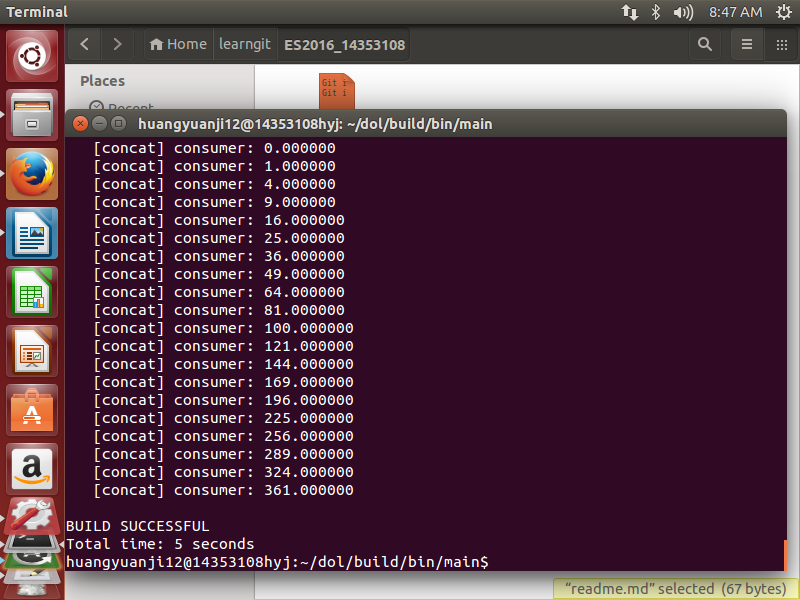 Terminal
8:47 AM
Home
learngit
ES2016_14353108
Places
Recent
Git r
Git i
huangyuanji12@14353108hyj: ~/dol/build/bin/main
[concat] consumer: 0.000000
[concat] consumer: 1.000000
[concat] consumer: 4.000000
[concat] consumer: 9.000000
[concat] consumer: 16.000000
[concat] consumer: 25.000000
[concat] consumer: 36.000000
[concat] consumer: 49.000000
[concat] consumer: 64.000000
[concat] consumer: 81.000000
[concat] consumer: 100.000000
[concat] consumer: 121.000000
[concat] consumer: 144.000000
[concat] consumer: 169.000000
[concat] consumer: 196.000000
[concat] consumer: 225.000000
[concat] consumer: 256.000000
[concat] consumer: 289.000000
[concat] consumer: 324.000000
[concat] consumer: 361.000000
BUILD SUCCESSFUL
Total time: 5 seconds
huangyuanji12@14353108hyj:~/dol/build/bin/main$
“readme.md” selected (67 bytes)